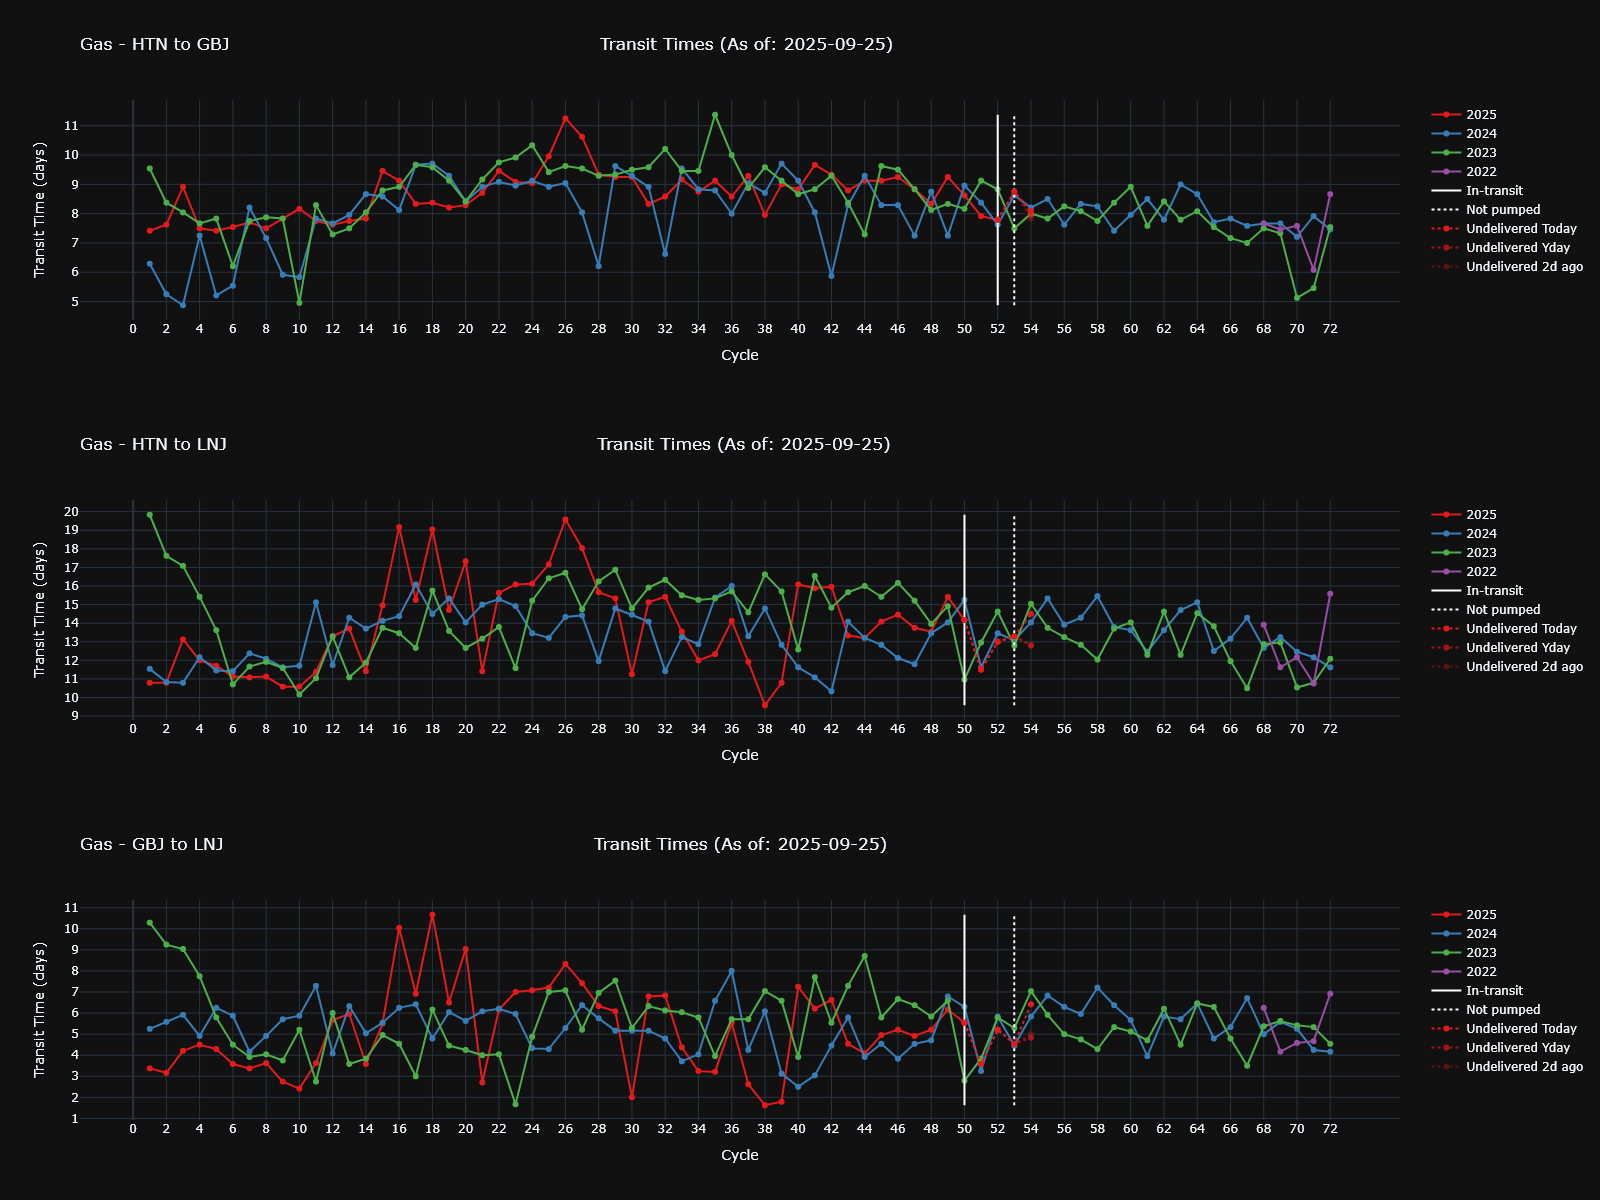 Gas - HTN to GBJ
Transit Times (As of: 2025-09-25)
Transit Time (days)
11
10
9
8
7
6
5
0 2 4 6 8 10 12 14 16 18 20 22 24 26 28 30 32 34 36 38 40 42 44 46 48 50 52 54 56 58 60 62 64 66 68 70 72
Cycle
2025
2024
2023
2022
In-transit
Not pumped
Undelivered Today
Undelivered Yday
Undelivered 2d ago
Gas - HTN to LNJ
Transit Times (As of: 2025-09-25)
Transit Time (days)
20
19
18
17
16
15
14
13
12
11
10
9
0 2 4 6 8 10 12 14 16 18 20 22 24 26 28 30 32 34 36 38 40 42 44 46 48 50 52 54 56 58 60 62 64 66 68 70 72
Cycle
2025
2024
2023
2022
In-transit
Not pumped
Undelivered Today
Undelivered Yday
Undelivered 2d ago
Gas - GBJ to LNJ
Transit Times (As of: 2025-09-25)
Transit Time (days)
11
10
9
8
7
6
5
4
3
2
1
0 2 4 6 8 10 12 14 16 18 20 22 24 26 28 30 32 34 36 38 40 42 44 46 48 50 52 54 56 58 60 62 64 66 68 70 72
Cycle
2025
2024
2023
2022
In-transit
Not pumped
Undelivered Today
Undelivered Yday
Undelivered 2d ago